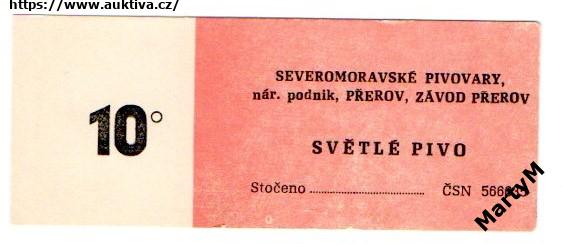 https://www.auktiva.cz/
10°
SEVEROMORAVSKÉ PIVOVARY,
nár. podnik, PŘEROV, ZÁVOD PŘEROV
SVĚTLÉ PIVO
Stočeno ........................ ČSN
MartyM